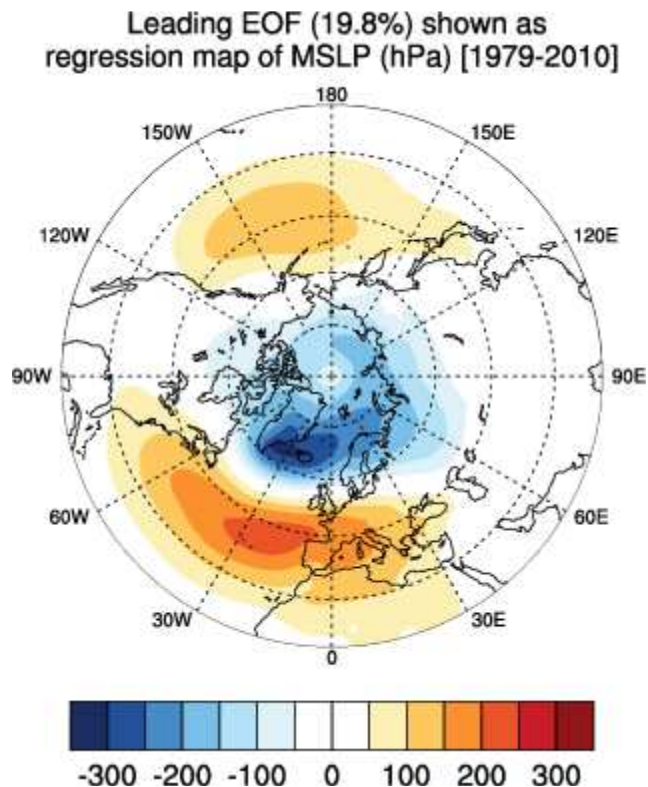 Leading EOF (19.8%) shown as
regression map of MSLP (hPa) [1979-2010]
180
150W
150E
120W
120E
90W
90E
60W
60E
30W
30E
0
-300 -200 -100 0 100 200 300